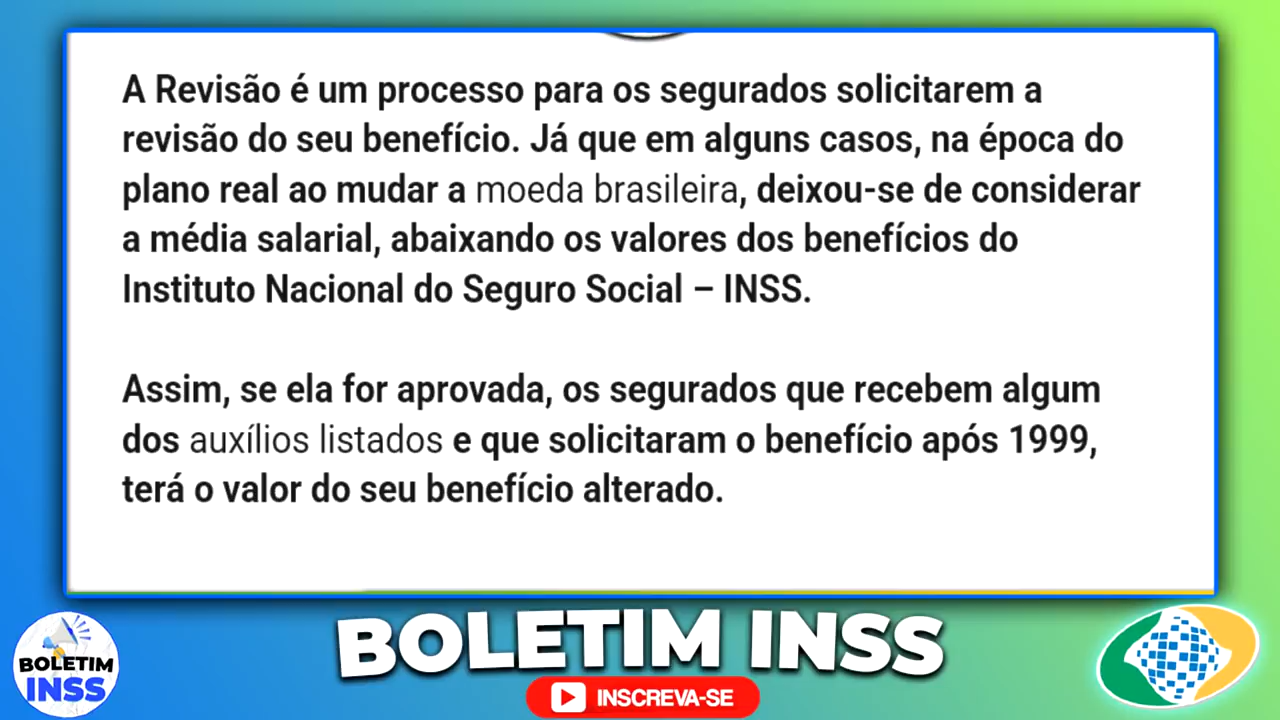 A Revisão é um processo para os segurados solicitarem a
revisão do seu benefício. Já que em alguns casos, na época do
plano real ao mudar a moeda brasileira, deixou-se de considerar
a média salarial, abaixando os valores dos benefícios do
Instituto Nacional do Seguro Social – INSS.
Assim, se ela for aprovada, os segurados que recebem algum
dos auxílios listados e que solicitaram o benefício após 1999,
terá o valor do seu benefício alterado.
BOLETIM
INSS
BOLETIM INSS
INSCREVA-SE